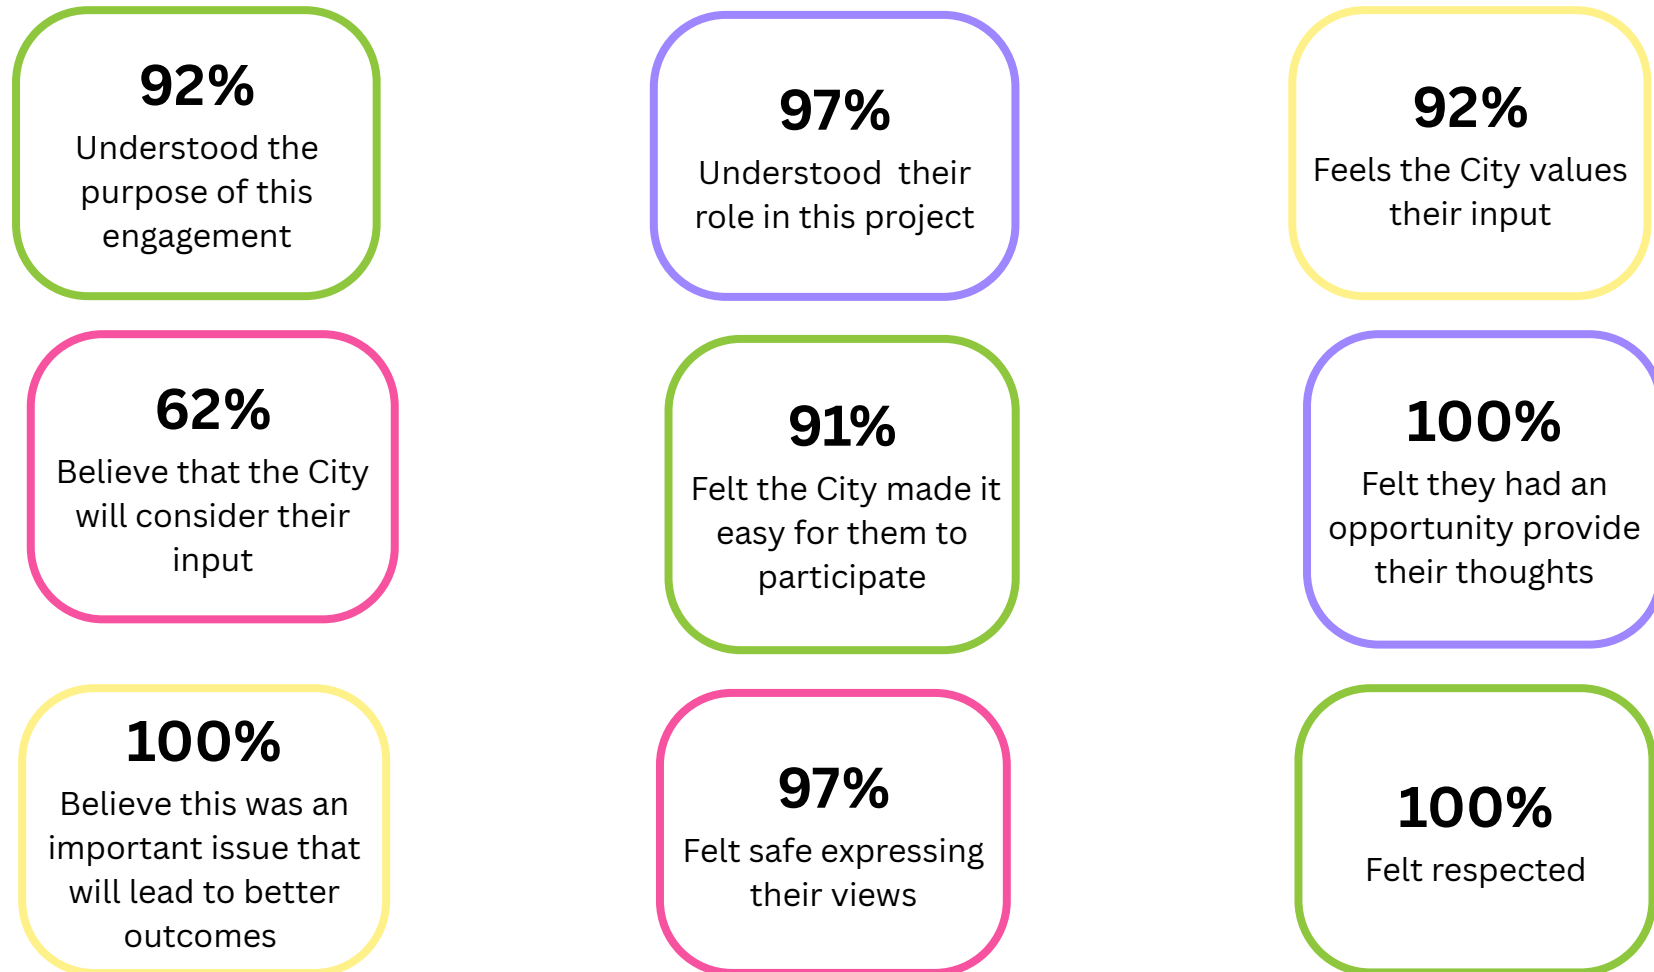 92%
Understood the
purpose of this
engagement
97%
Understood  their
role in this project
92%
Feels the City values
their input
62%
Believe that the City
will consider their
input
91%
Felt the City made it
easy for them to
participate
100%
Felt they had an
opportunity provide
their thoughts
100%
Believe this was an
important issue that
will lead to better
outcomes
97%
Felt safe expressing
their views
100%
Felt respected